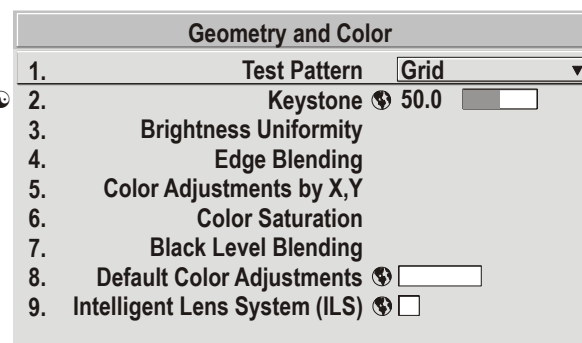 Geometry and Color
1. Test Pattern Grid
2. Keystone 50.0
3. Brightness Uniformity
4. Edge Blending
5. Color Adjustments by X,Y
6. Color Saturation
7. Black Level Blending
8. Default Color Adjustments
9. Intelligent Lens System (ILS)